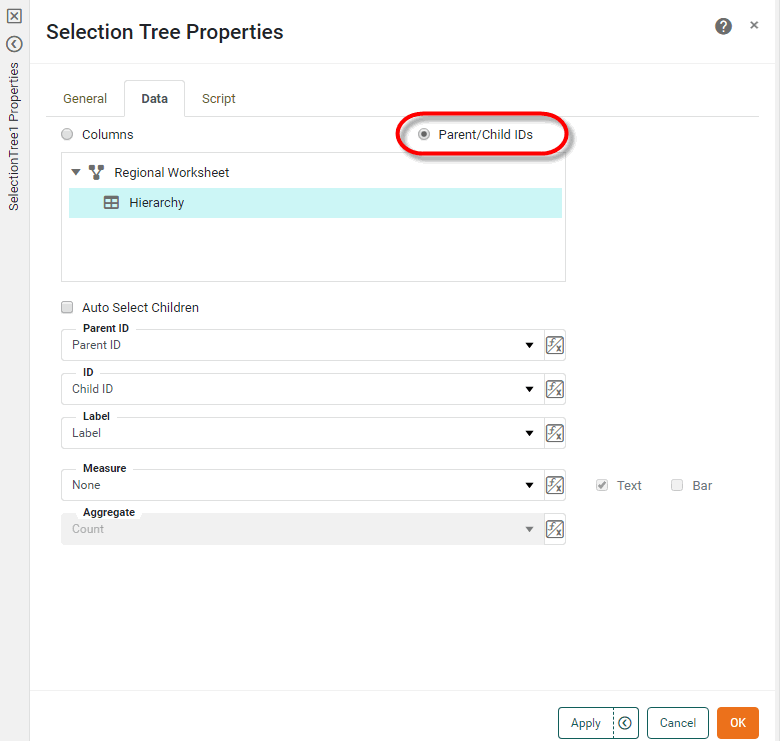 SelectionTree1 Properties
Selection Tree Properties
General Data Script
Columns Parent/Child IDs
Regional Worksheet
Hierarchy
Auto Select Children
Parent ID
Parent ID
ID
Child ID
Label
Label
Measure
None Text Bar
Aggregate
Count
Apply Cancel OK